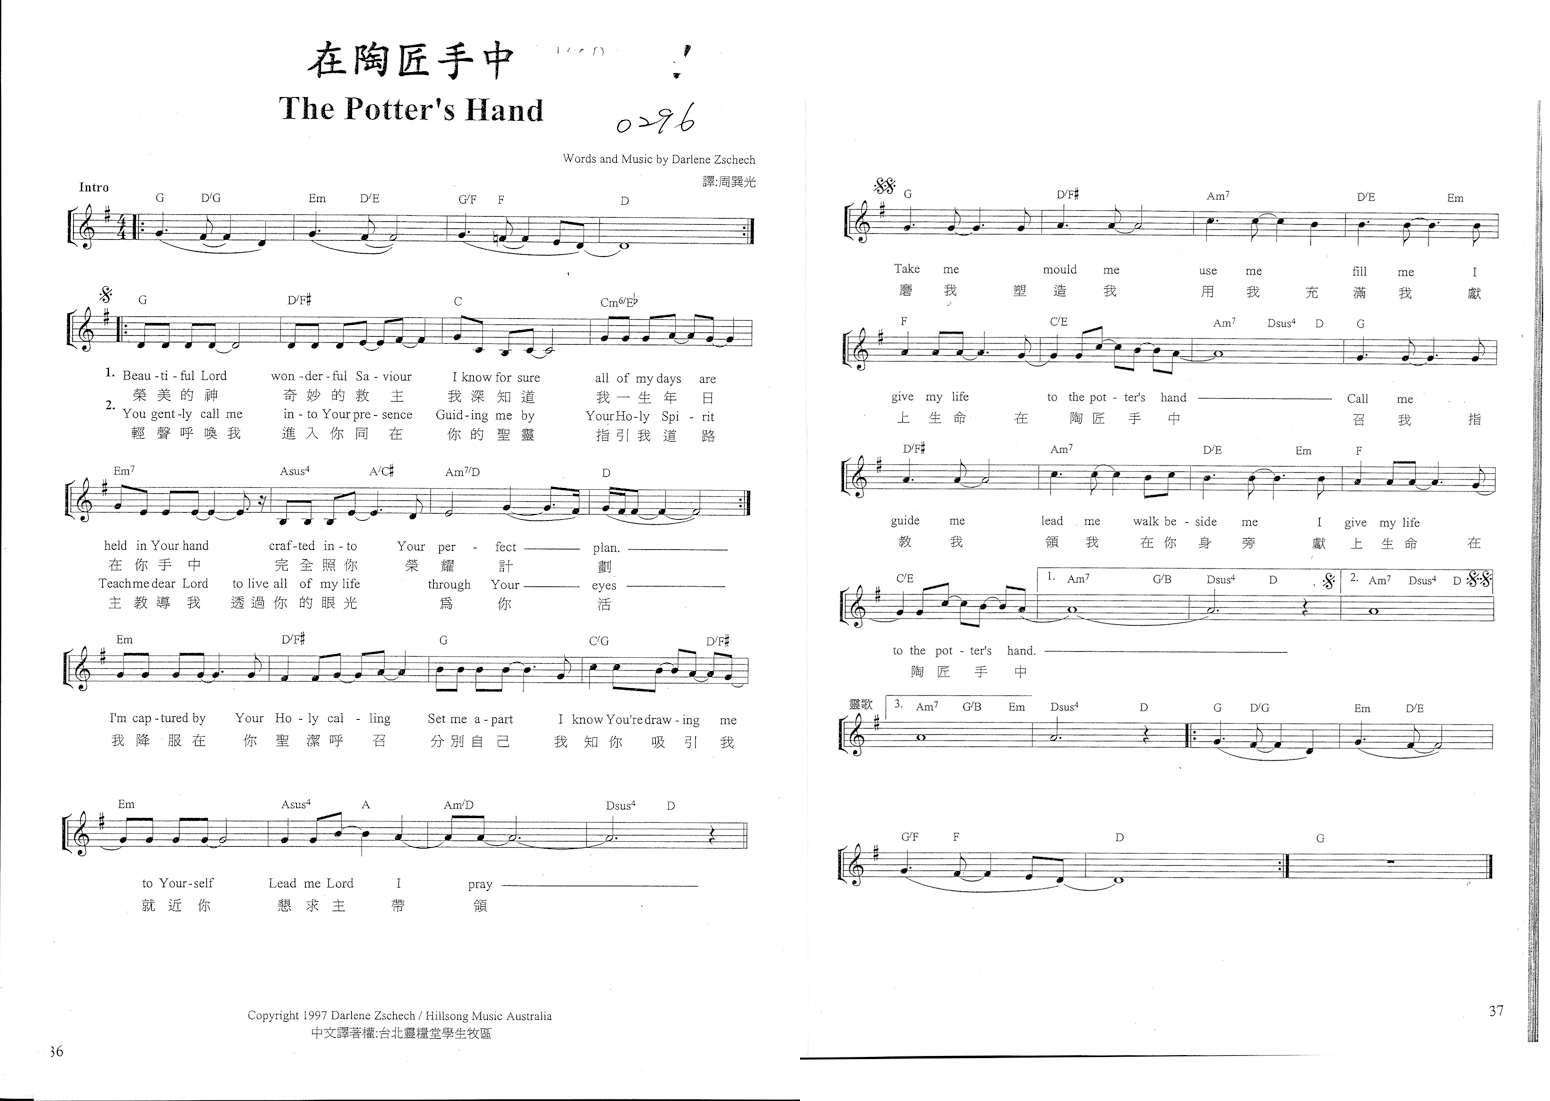 在陶匠手中
The Potter's Hand
0296
Words and Music by Darlene Zschech
譯:周巽光
Intro
G D/G Em D/E G/F F D
G D/F# C Cm6/E♭
1. Beau-ti-ful Lord won-der-ful Sa-viour I know for sure all of my days are
榮美的神 奇妙的救主 我深知道 我一生年日
2. You gent-ly call me in-to Your pre-sence Guid-ing me by Your Ho-ly Spi-rit
輕聲呼喚我 進入你同在 你的聖靈 指引我道路
Em7 Asus4 A/C# Am7/D D
held in Your hand craf-ted in-to Your per-fect plan.
在你手中 完全照你 榮耀計劃
Teach me dear Lord to live all of my life through Your eyes
主教導我 透過你的眼光 為你活
Em D/F# G C/G D/F#
I'm cap-tured by Your Ho-ly cal-ling Set me a-part I know You're draw-ing me
我降服在 你聖潔呼召 分別自己 我知你吸引我
Em Asus4 A Am/D Dsus4 D
to Your-self Lead me Lord I pray
就近你 懇求主帶領
Copyright 1997 Darlene Zschech / Hillsong Music Australia
中文譯著權:台北靈糧堂學生牧區
36
G D/F# Am7 D/E Em
Take me mould me use me fill me I
磨我 塑造我 用我 充滿我 獻
F C/E Am7 Dsus4 D G
give my life to the pot-ter's hand Call me
上生命 在陶匠手中 召我 指
D/F# Am7 D/E Em F
guide me lead me walk be-side me I give my life
教我 領我 在你身旁 獻上生命在
C/E 1. Am7 G/B Dsus4 D 2. Am7 Dsus4 D
to the pot-ter's hand.
陶匠手中
靈歌 3. Am7 G/B Em Dsus4 D G D/G Em D/E
G/F F D G
37